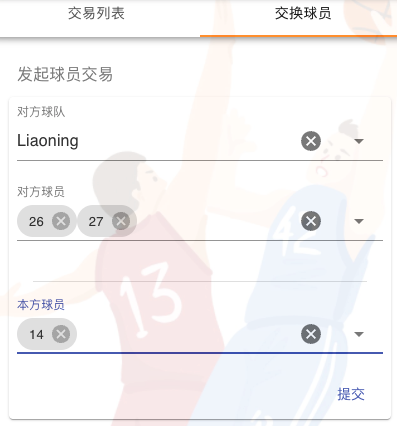 交易列表 交换球员
发起球员交易
对方球队
Liaoning
对方球员
26 27
本方球员
14
提交
13
42